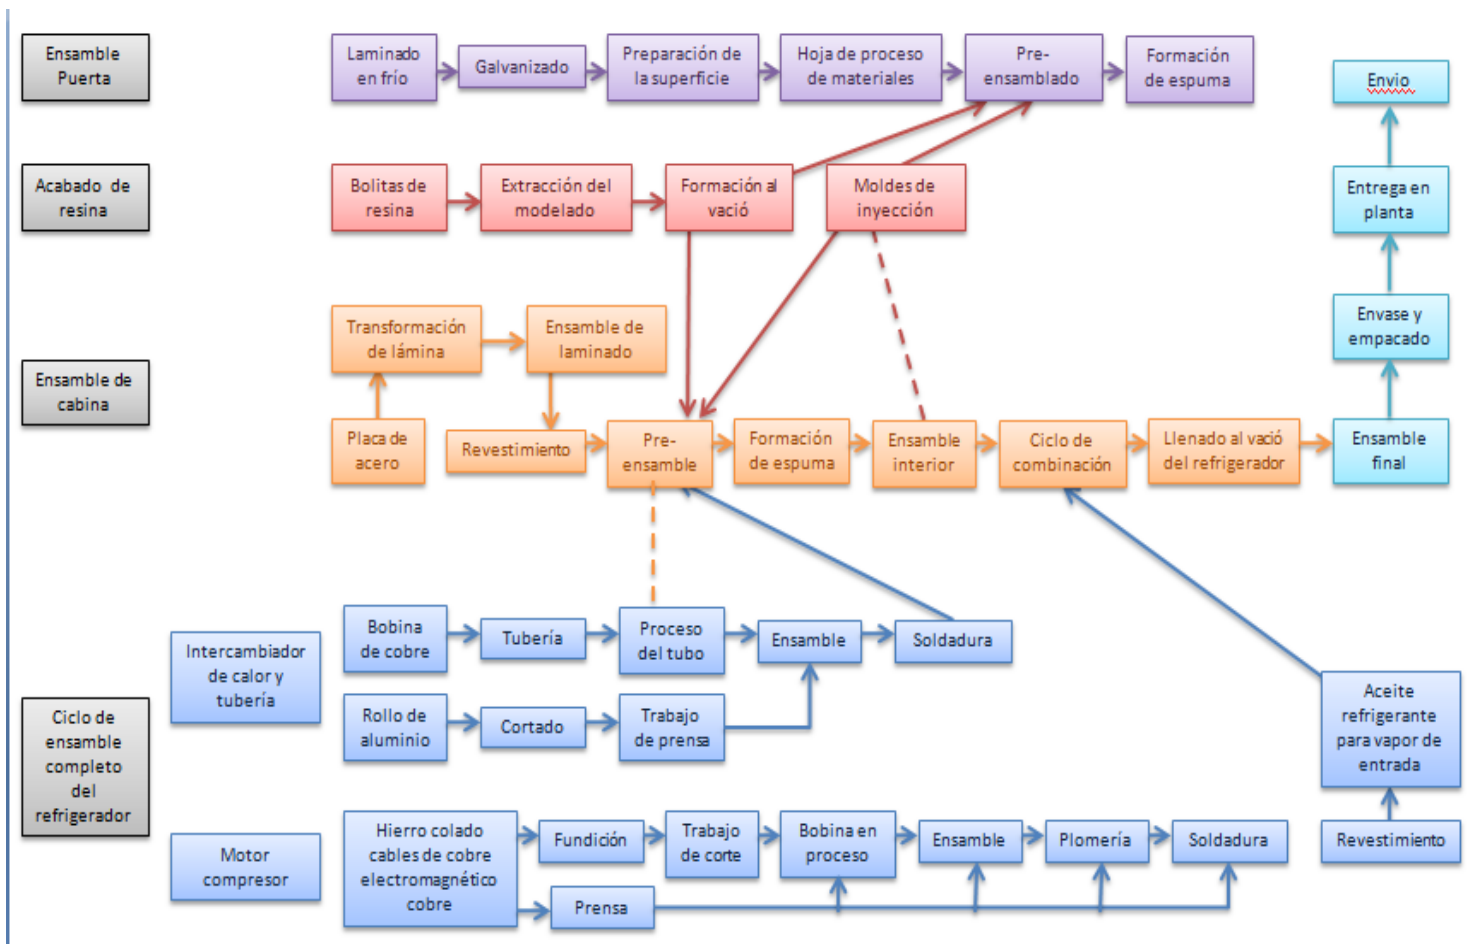 Ensamble
Puerta
Laminado
en frío
Galvanizado
Preparación de
la superficie
Hoja de proceso
de materiales
Pre-
ensamblado
Formación
de espuma
Envio
Acabado de
resina
Bolitas de
resina
Extracción del
modelado
Formación al
vació
Moldes de
inyección
Entrega en
planta
Transformación
de lámina
Ensamble de
laminado
Envase y
empacado
Ensamble de
cabina
Placa de
acero
Revestimiento
Pre-
ensamble
Formación
de espuma
Ensamble
interior
Ciclo de
combinación
Llenado al vació
del refrigerador
Ensamble
final
Ciclo de
ensamble
completo
del
refrigerador
Intercambiador
de calor y
tubería
Bobina
de cobre
Tubería
Proceso
del tubo
Ensamble
Soldadura
Rollo de
aluminio
Cortado
Trabajo
de prensa
Aceite
refrigerante
para vapor de
entrada
Motor
compresor
Hierro colado
cables de cobre
electromagnético
cobre
Fundición
Trabajo
de corte
Bobina en
proceso
Ensamble
Plomería
Soldadura
Revestimiento
Prensa